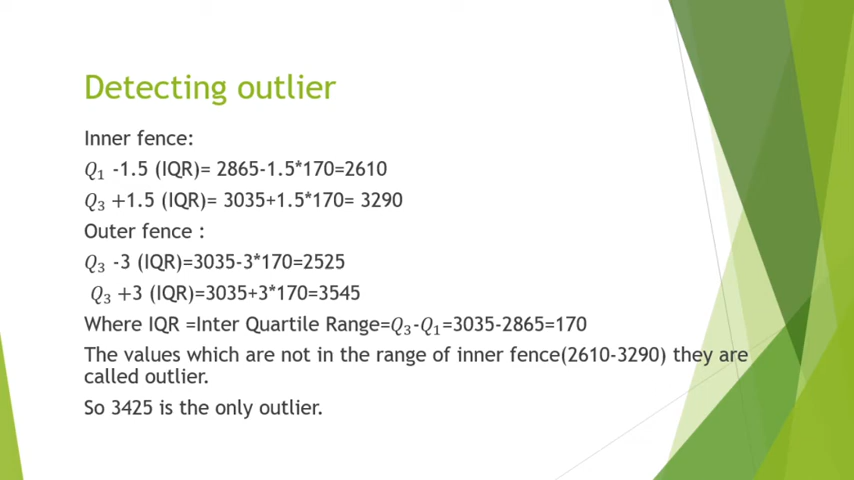 Detecting outlier
Inner fence:
Q₁ -1.5 (IQR)= 2865-1.5*170=2610
Q₃ +1.5 (IQR)= 3035+1.5*170= 3290
Outer fence :
Q₃ -3 (IQR)=3035-3*170=2525
Q₃ +3 (IQR)=3035+3*170=3545
Where IQR =Inter Quartile Range=Q₃-Q₁=3035-2865=170
The values which are not in the range of inner fence(2610-3290) they are
called outlier.
So 3425 is the only outlier.